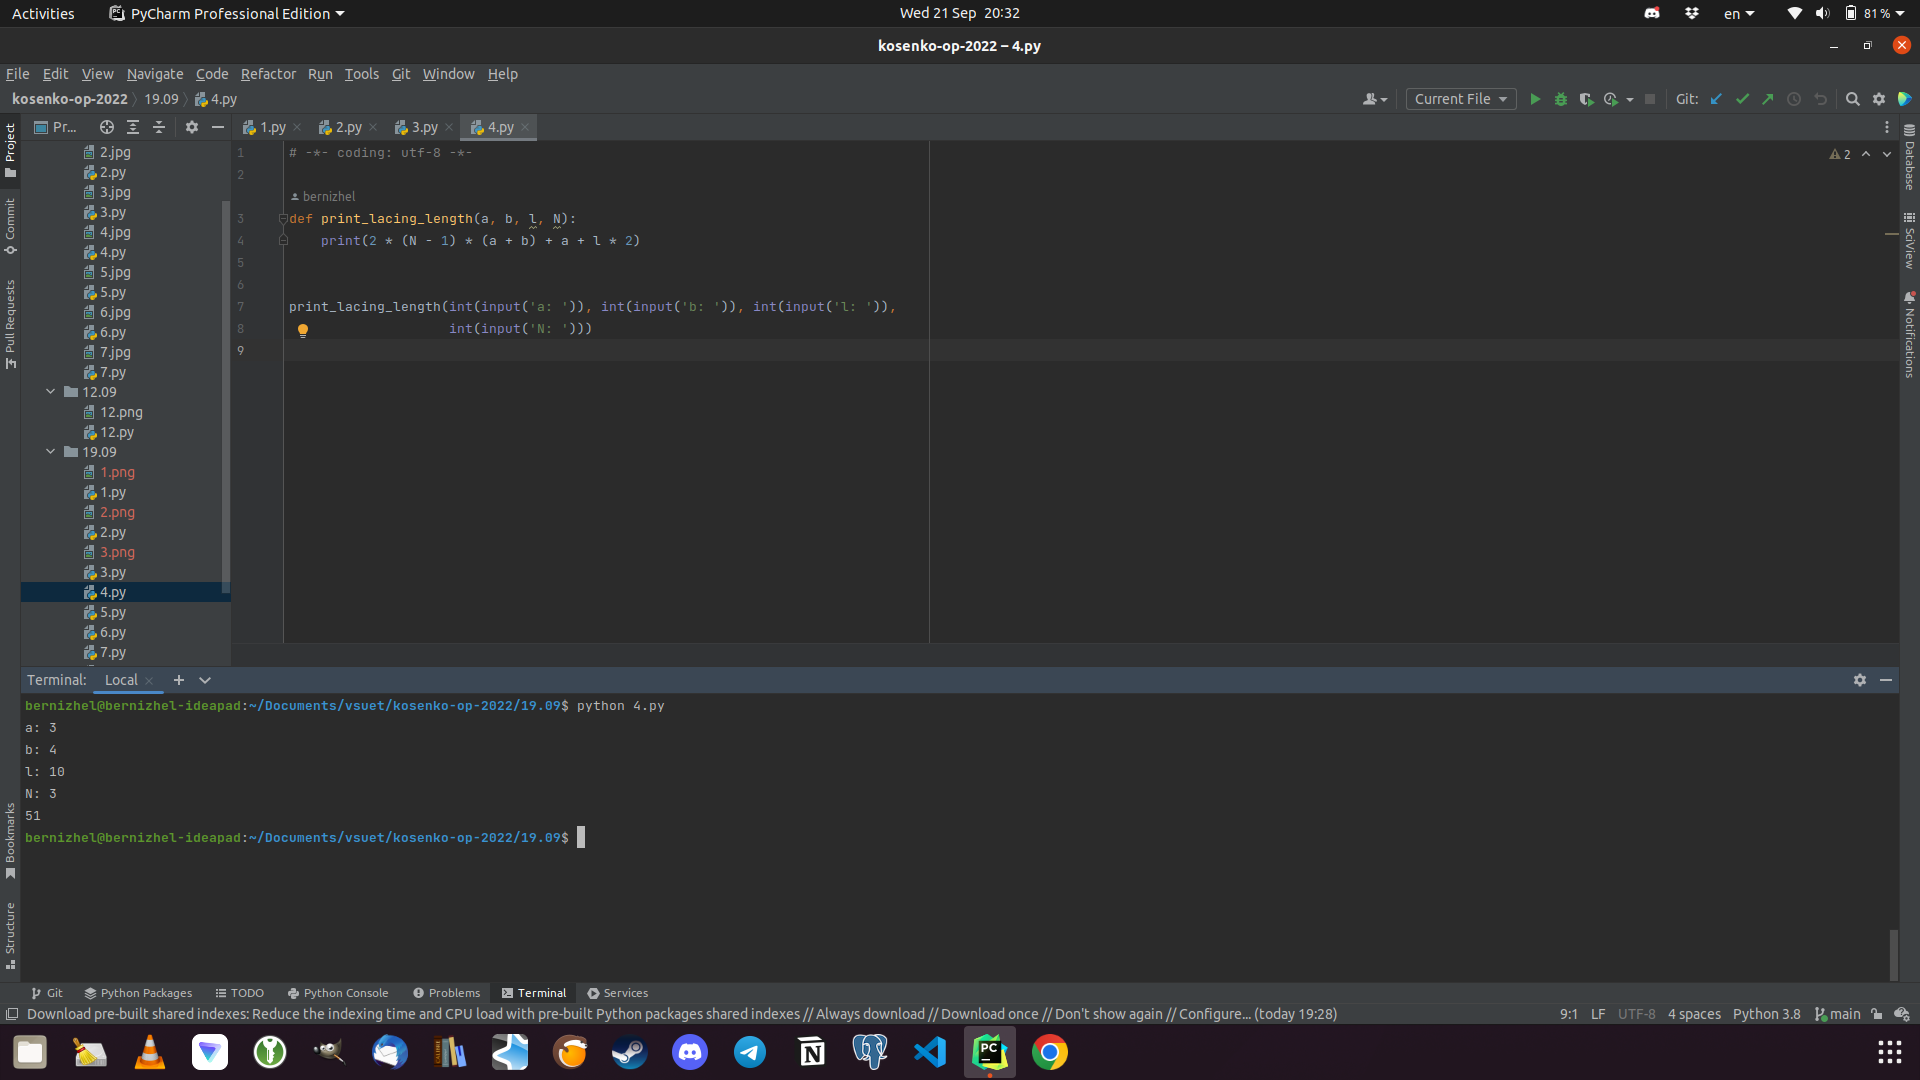 Activities
PyCharm Professional Edition
Wed 21 Sep 20:32
en
81 %
kosenko-op-2022 – 4.py
File Edit View Navigate Code Refactor Run Tools Git Window Help
kosenko-op-2022 19.09 4.py
Current File
Git:
Project
Commit
Pull Requests
Bookmarks
Structure
Pr...
2.jpg
2.py
3.jpg
3.py
4.jpg
4.py
5.jpg
5.py
6.jpg
6.py
7.jpg
7.py
12.09
12.png
12.py
19.09
1.png
1.py
2.png
2.py
3.png
3.py
4.py
5.py
6.py
7.py
1.py 2.py 3.py 4.py
2
1 # -*- coding: utf-8 -*-
2
bernizhel
3 def print_lacing_length(a, b, l, N):
4 print(2 * (N - 1) * (a + b) + a + l * 2)
5
6
7 print_lacing_length(int(input('a: ')), int(input('b: ')), int(input('l: ')),
8 int(input('N: ')))
9
Database
SciView
Notifications
Terminal: Local
bernizhel@bernizhel-ideapad:~/Documents/vsuet/kosenko-op-2022/19.09$ python 4.py
a: 3
b: 4
l: 10
N: 3
51
bernizhel@bernizhel-ideapad:~/Documents/vsuet/kosenko-op-2022/19.09$
Git Python Packages TODO Python Console Problems Terminal Services
Download pre-built shared indexes: Reduce the indexing time and CPU load with pre-built Python packages shared indexes // Always download // Download once // Don't show again // Configure... (today 19:28)
9:1 LF UTF-8 4 spaces Python 3.8 main
PC